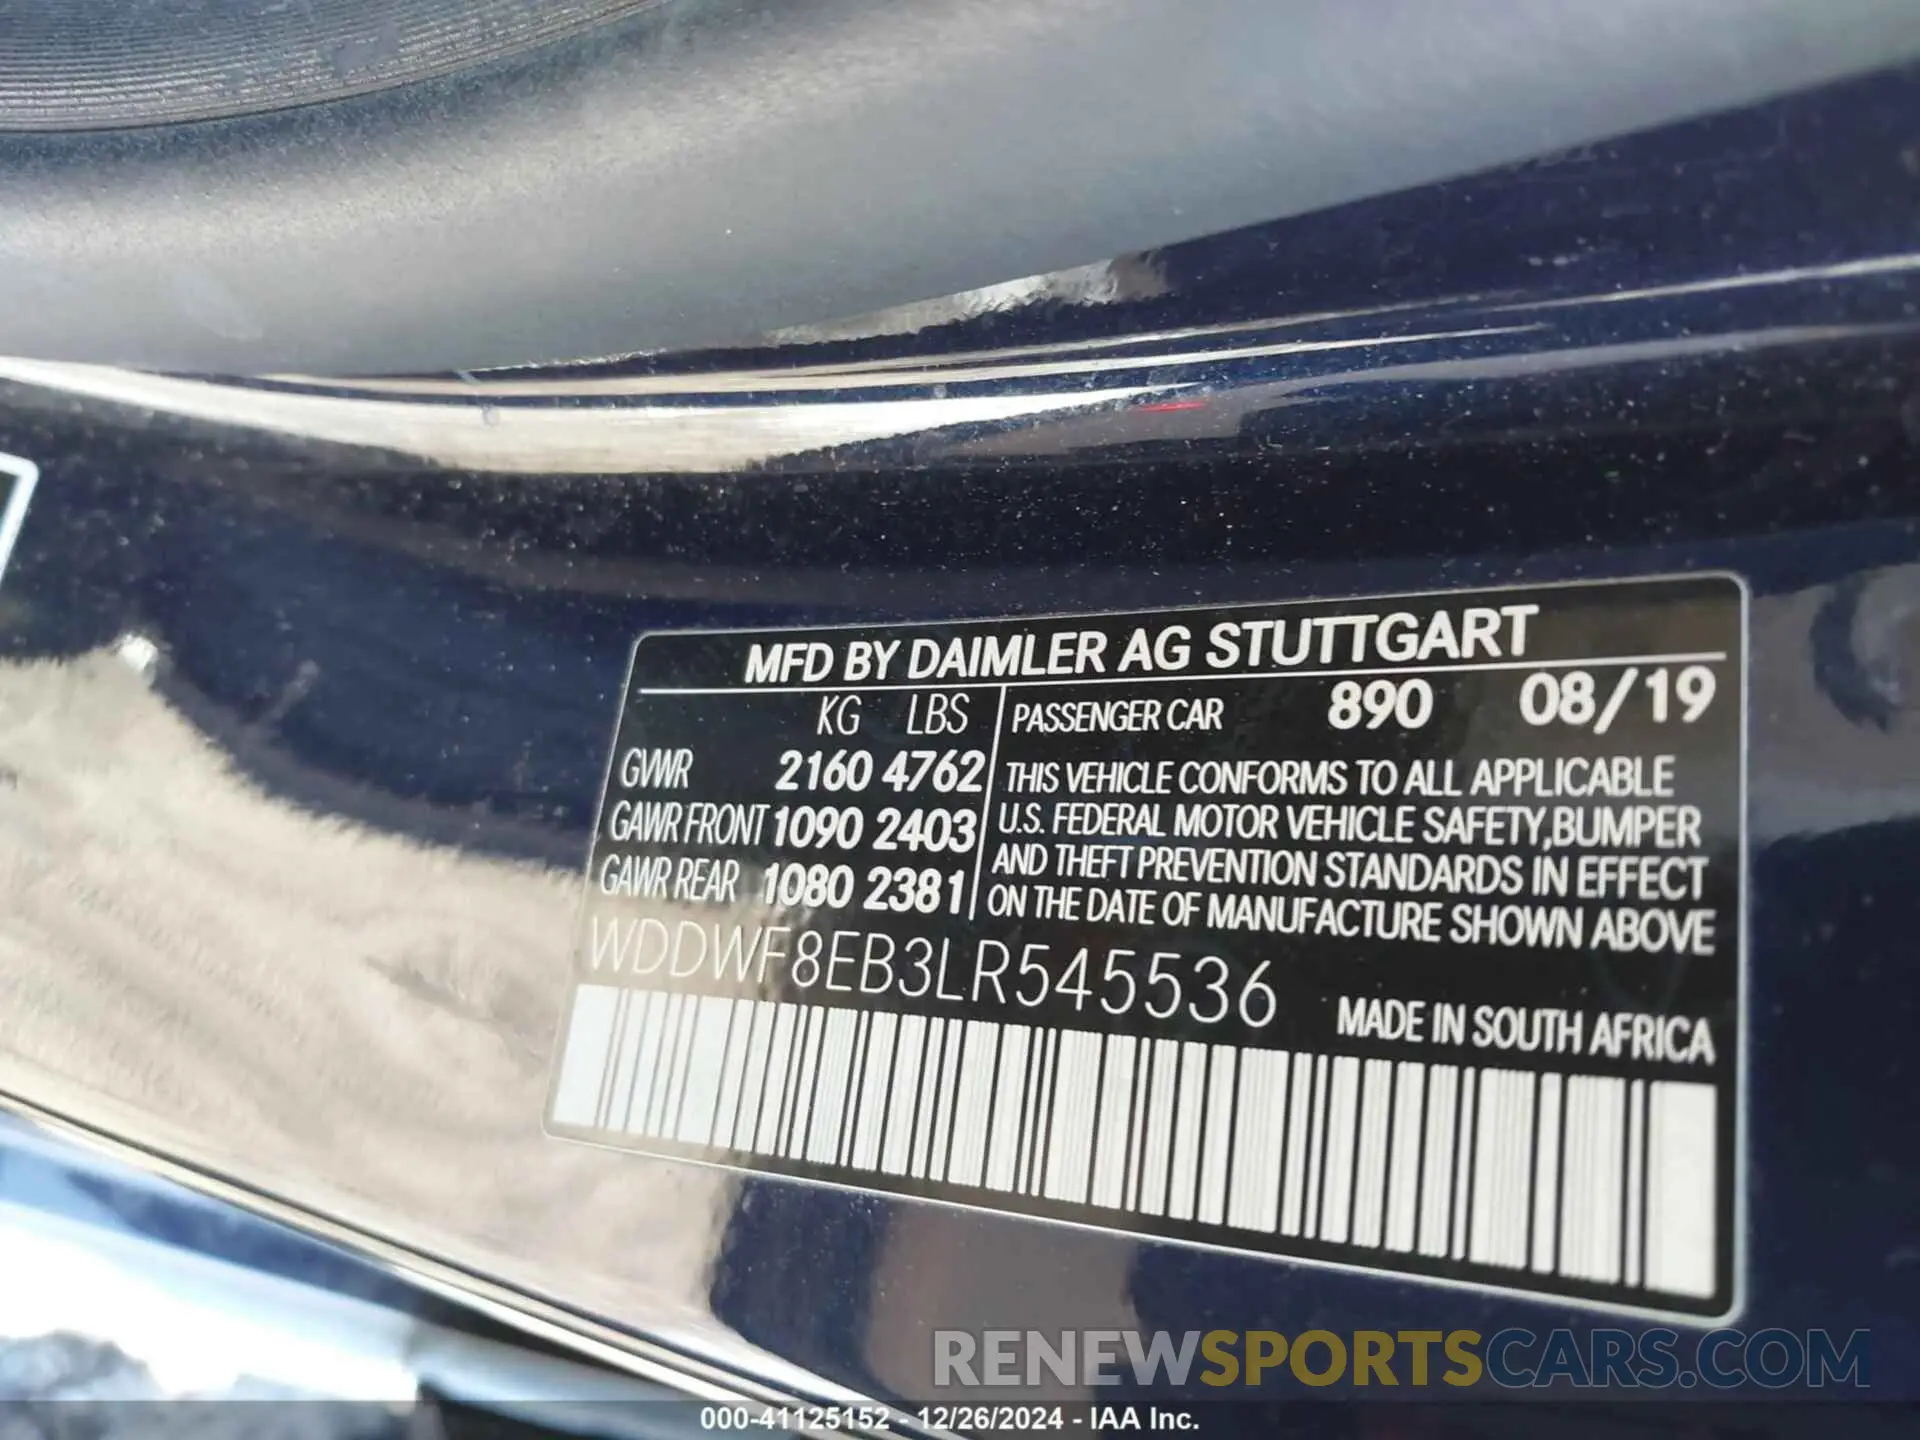 MFD BY DAIMLER AG STUTTGART
KG LBS PASSENGER CAR 890 08/19
GVWR 2160 4762
GAWR FRONT 1090 2403
GAWR REAR 1080 2381
THIS VEHICLE CONFORMS TO ALL APPLICABLE
U.S. FEDERAL MOTOR VEHICLE SAFETY,BUMPER
AND THEFT PREVENTION STANDARDS IN EFFECT
ON THE DATE OF MANUFACTURE SHOWN ABOVE
WDDWF8EB3LR545536
MADE IN SOUTH AFRICA
RENEWSPORTSCARS.COM
000-41125152 - 12/26/2024 - IAA Inc.